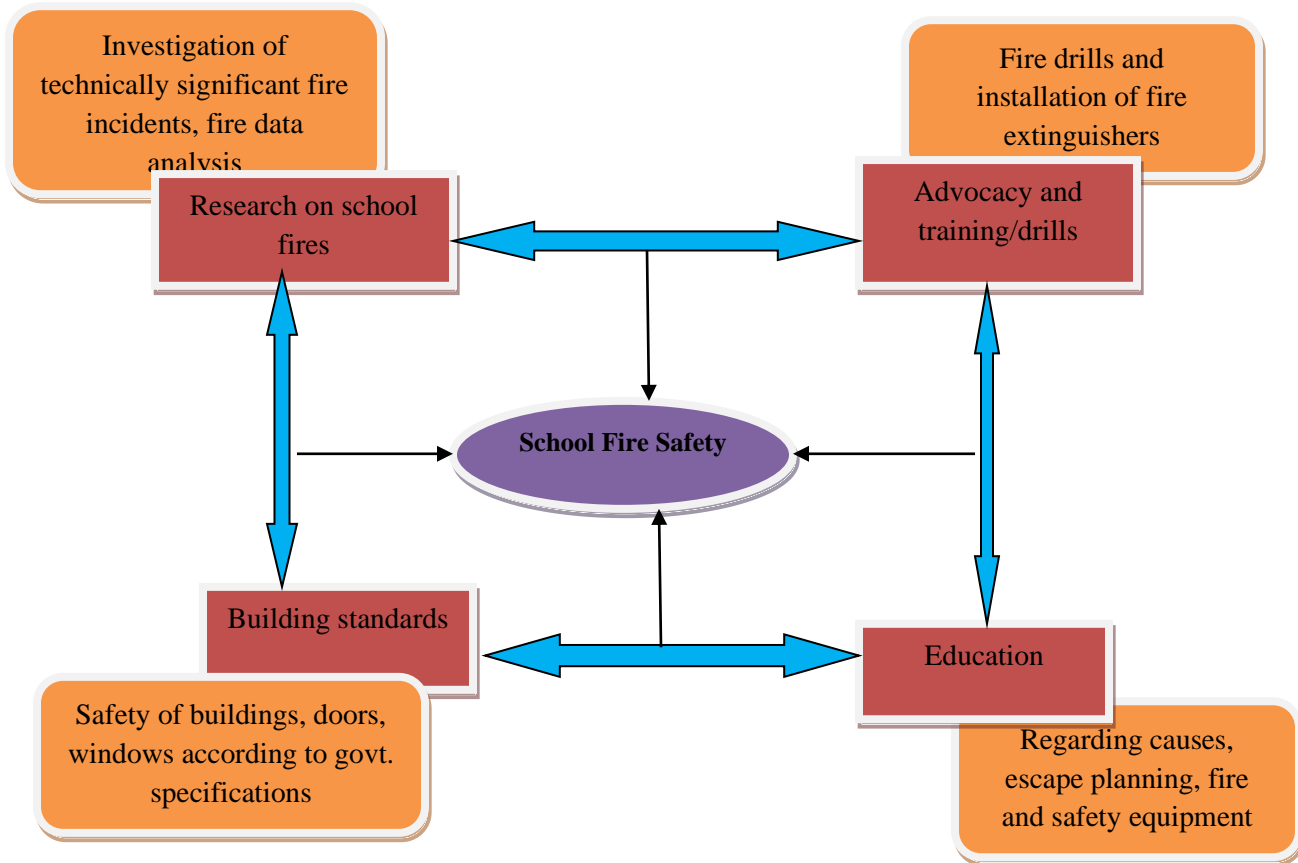 Investigation of
technically significant fire
incidents, fire data
analysis
Research on school
fires
Fire drills and
installation of fire
extinguishers
Advocacy and
training/drills
School Fire Safety
Building standards
Safety of buildings, doors,
windows according to govt.
specifications
Education
Regarding causes,
escape planning, fire
and safety equipment